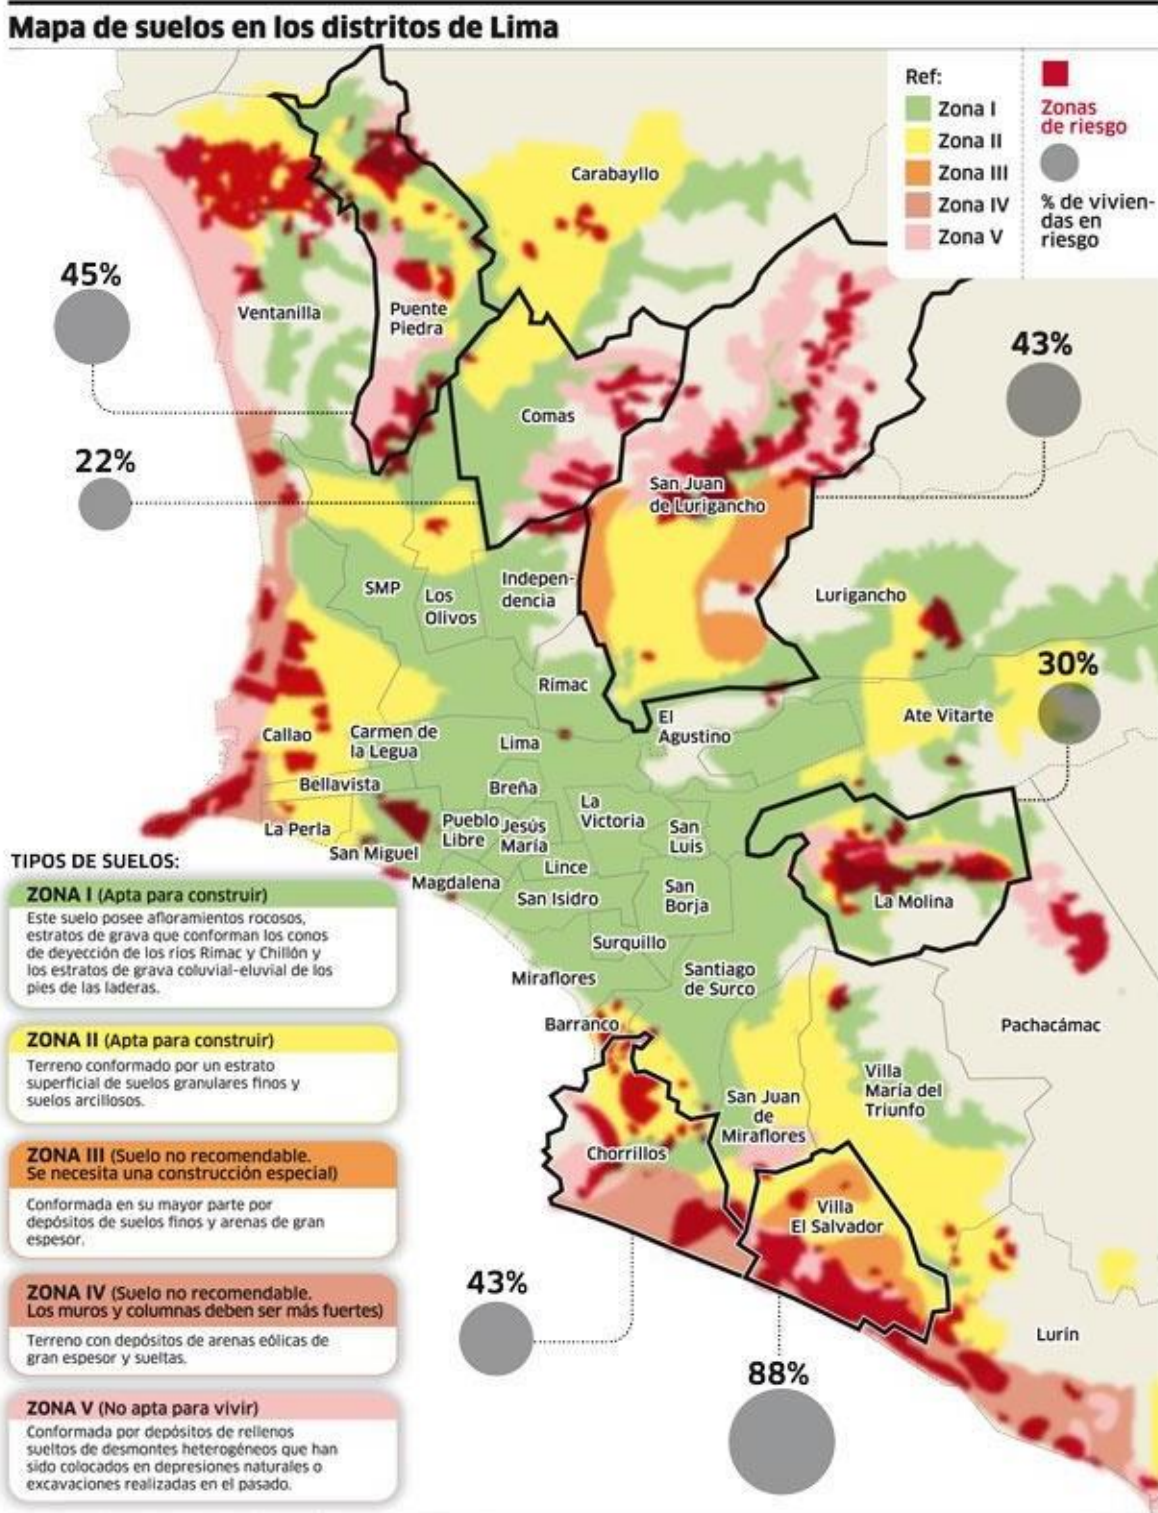 Mapa de suelos en los distritos de Lima
Ref:
Zona I
Zona II
Zona III
Zona IV
Zona V
Zonas
de riesgo
% de vivien-
das en
riesgo
Carabayllo
45%
Ventanilla
Puente
Piedra
43%
Comas
22%
San Juan
de Lurigancho
SMP
Los
Olivos
Indepen-
dencia
Lurigancho
30%
Rímac
Callao
Carmen de
la Legua
Lima
El
Agustino
Ate Vitarte
Bellavista
Breña
La
Victoria
La Perla
Pueblo
Libre
Jesús
María
San
Luis
San Miguel
Lince
Magdalena
San Isidro
San
Borja
La Molina
Surquillo
Miraflores
Santiago
de Surco
Barranco
Pachacámac
San Juan
de
Miraflores
Villa
María del
Triunfo
Chorrillos
Villa
El Salvador
43%
88%
Lurín
TIPOS DE SUELOS:
ZONA I (Apta para construir)
Este suelo posee afloramientos rocosos,
estratos de grava que conforman los conos
de deyección de los ríos Rímac y Chillón y
los estratos de grava coluvial-eluvial de los
pies de las laderas.
ZONA II (Apta para construir)
Terreno conformado por un estrato
superficial de suelos granulares finos y
suelos arcillosos.
ZONA III (Suelo no recomendable.
Se necesita una construcción especial)
Conformada en su mayor parte por
depósitos de suelos finos y arenas de gran
espesor.
ZONA IV (Suelo no recomendable.
Los muros y columnas deben ser más fuertes)
Terreno con depósitos de arenas eólicas de
gran espesor y sueltas.
ZONA V (No apta para vivir)
Conformada por depósitos de rellenos
sueltos de desmontes heterogéneos que han
sido colocados en depresiones naturales o
excavaciones realizadas en el pasado.